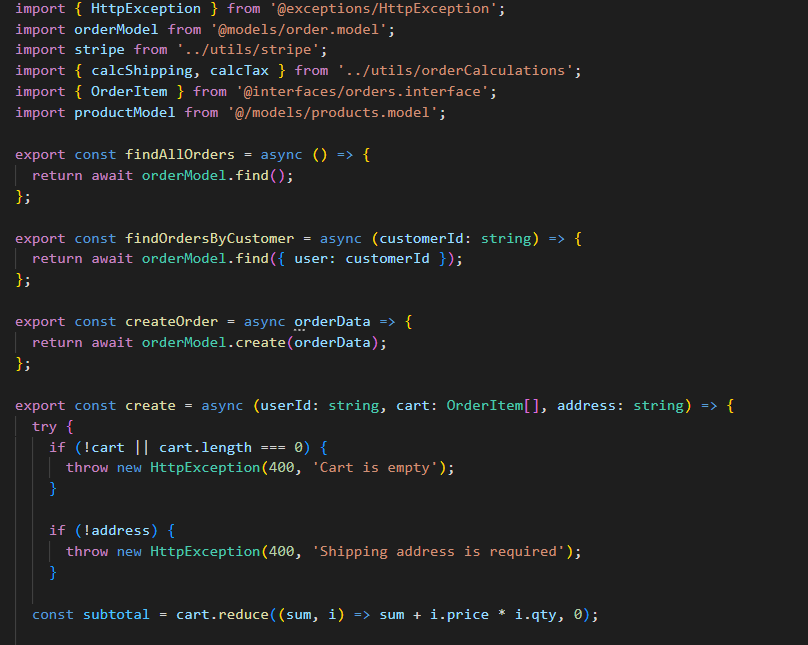 import { HttpException } from '@exceptions/HttpException';
import orderModel from '@models/order.model';
import stripe from '../utils/stripe';
import { calcShipping, calcTax } from '../utils/orderCalculations';
import { OrderItem } from '@interfaces/orders.interface';
import productModel from '@/models/products.model';

export const findAllOrders = async () => {
  return await orderModel.find();
};

export const findOrdersByCustomer = async (customerId: string) => {
  return await orderModel.find({ user: customerId });
};

export const createOrder = async orderData => {
  return await orderModel.create(orderData);
};

export const create = async (userId: string, cart: OrderItem[], address: string) => {
  try {
    if (!cart || cart.length === 0) {
      throw new HttpException(400, 'Cart is empty');
    }

    if (!address) {
      throw new HttpException(400, 'Shipping address is required');
    }

  const subtotal = cart.reduce((sum, i) => sum + i.price * i.qty, 0);